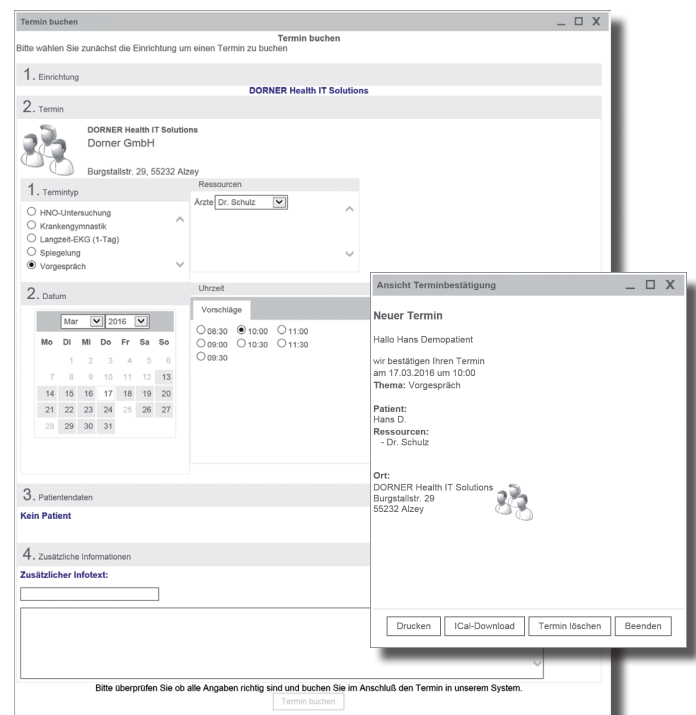 Termin buchen
Termin buchen
Bitte wählen Sie zunächst die Einrichtung um einen Termin zu buchen
1. Einrichtung
DORNER Health IT Solutions
2. Termin
DORNER Health IT Solutions
Dorner GmbH
Burgstallstr. 29, 55232 Alzey
1. Termintyp
HNO-Untersuchung
Krankengymnastik
Langzeit-EKG (1-Tag)
Spiegelung
Vorgespräch
Ressourcen
Ärzte Dr. Schulz
2. Datum
Mar 2016
Mo Di Mi Do Fr Sa So
1 2 3 4 5 6
7 8 9 10 11 12 13
14 15 16 17 18 19 20
21 22 23 24 25 26 27
28 29 30 31
Uhrzeit
Vorschläge
08:30 10:00 11:00
09:00 10:30 11:30
09:30
3. Patientendaten
Kein Patient
4. Zusätzliche Informationen
Zusätzlicher Infotext:
Bitte überprüfen Sie ob alle Angaben richtig sind und buchen Sie im Anschluß den Termin in unserem System.
Termin buchen
Ansicht Terminbestätigung
Neuer Termin
Hallo Hans Demopatient
wir bestätigen Ihren Termin
am 17.03.2016 um 10:00
Thema: Vorgespräch
Patient:
Hans D.
Ressourcen:
- Dr. Schulz
Ort:
DORNER Health IT Solutions
Burgstallstr. 29
55232 Alzey
Drucken ICal-Download Termin löschen Beenden